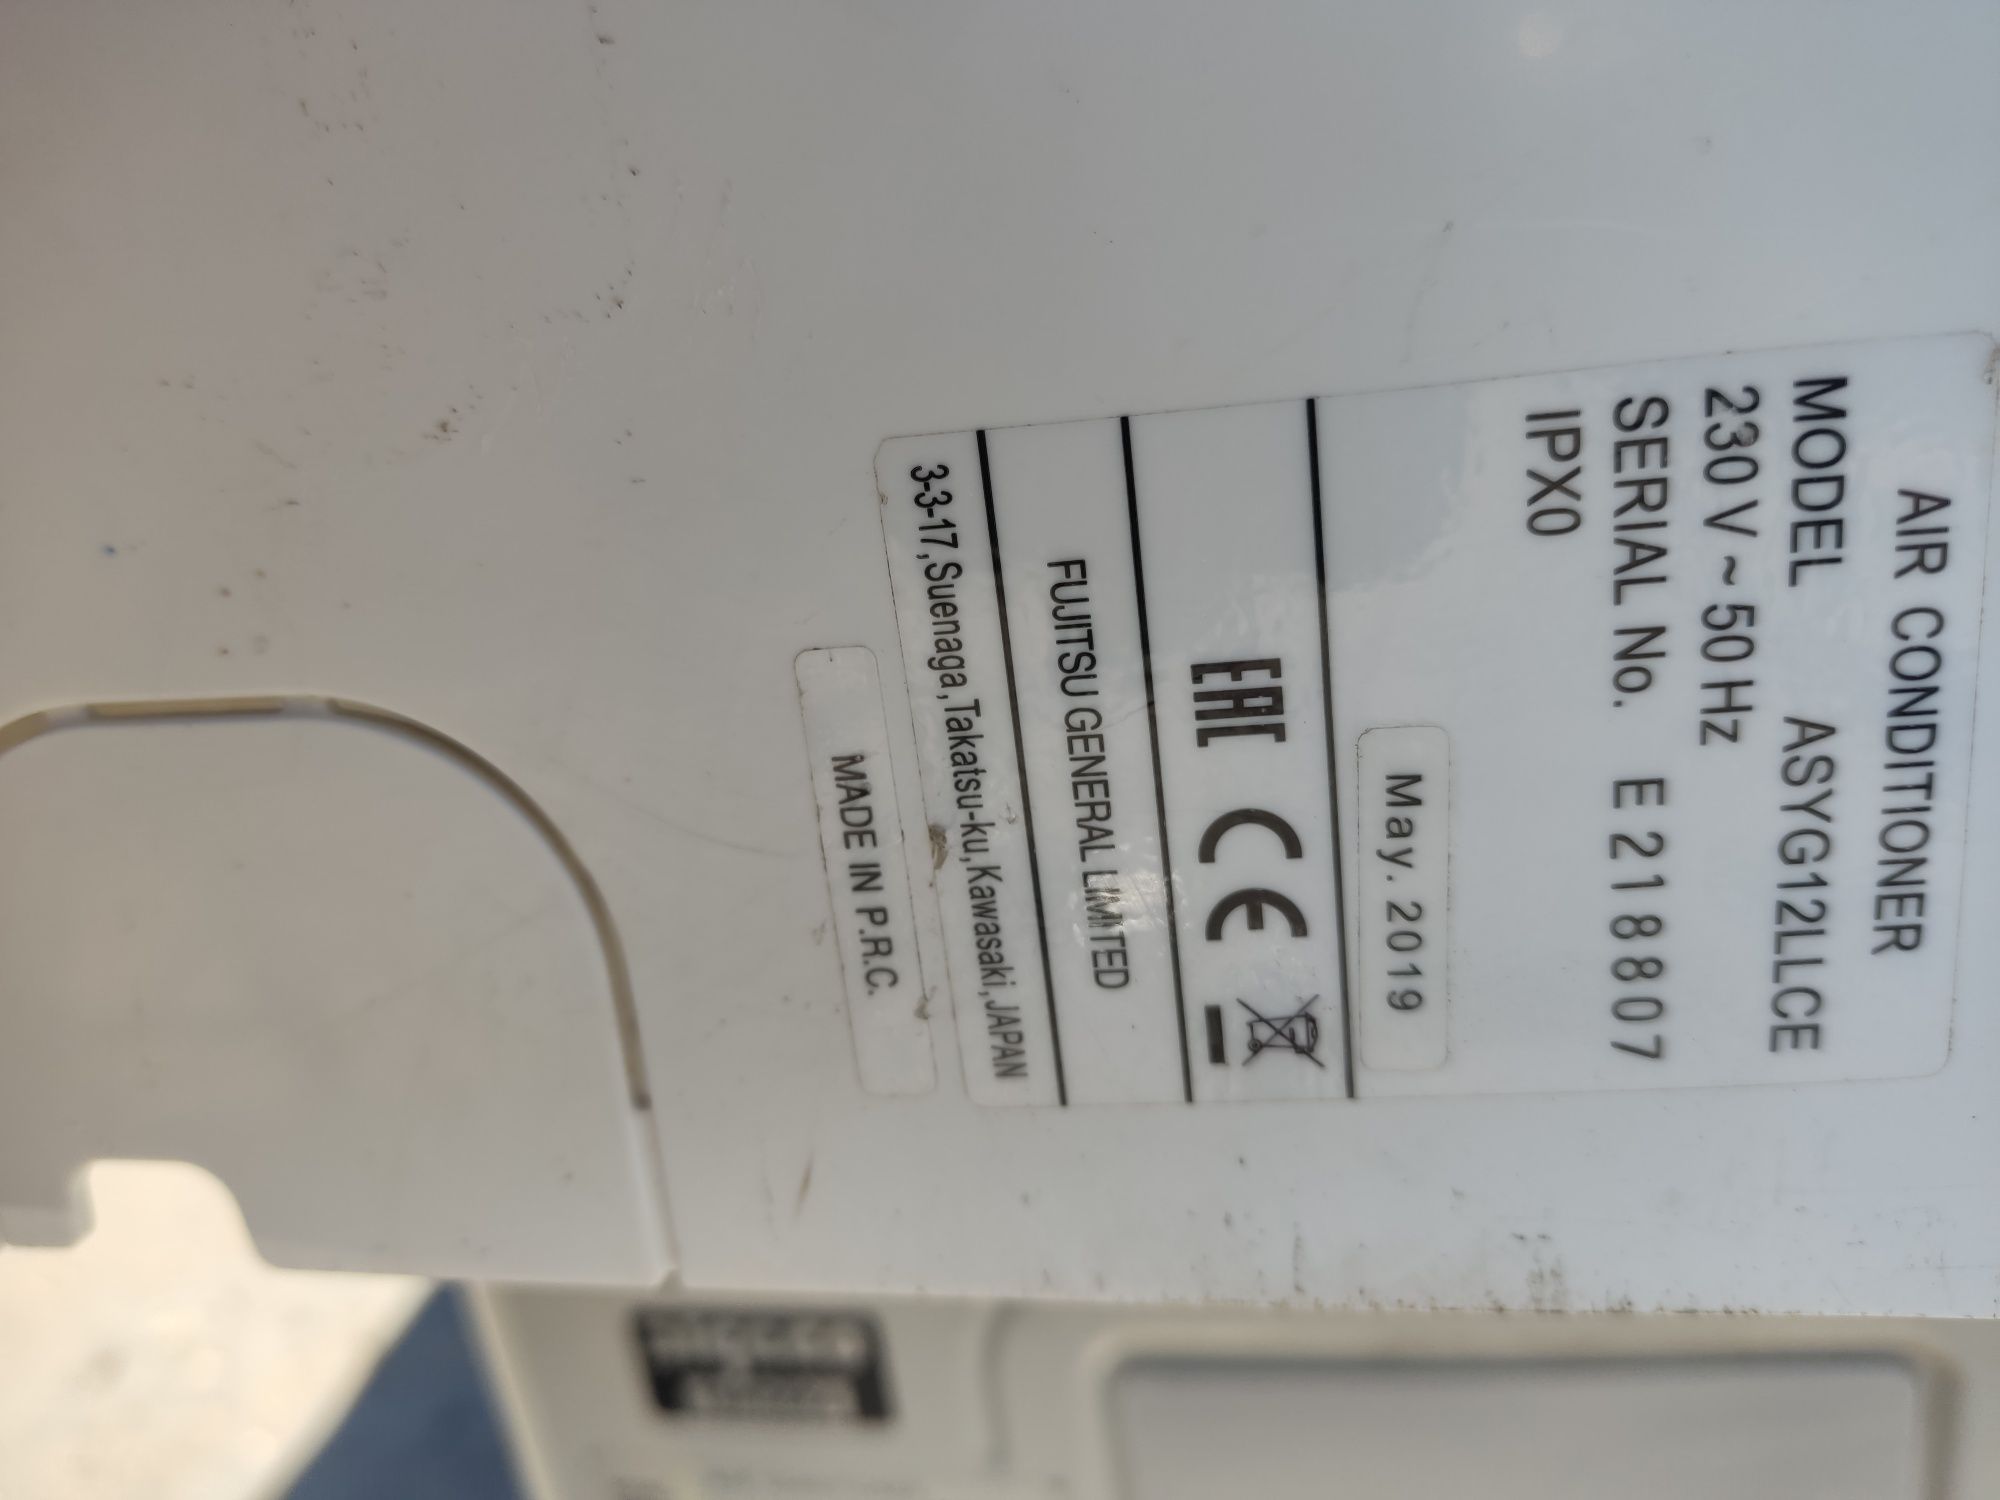 AIR CONDITIONER
MODEL ASYG12LLCE
230 V ~ 50 Hz
SERIAL No. E 218807
IPX0
May. 2019
EAC CE
FUJITSU GENERAL LIMITED
3-3-17,Suenaga,Takatsu-ku,Kawasaki,JAPAN
MADE IN P.R.C.